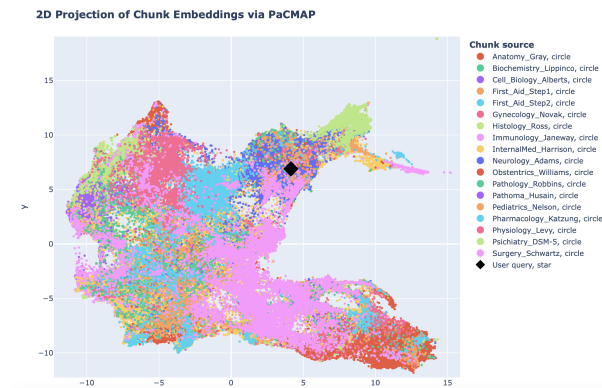 2D Projection of Chunk Embeddings via PaCMAP
Chunk source
Anatomy_Gray, circle
Biochemistry_Lippinco, circle
Cell_Biology_Alberts, circle
First_Aid_Step1, circle
First_Aid_Step2, circle
Gynecology_Novak, circle
Histology_Ross, circle
Immunology_Janeway, circle
InternalMed_Harrison, circle
Neurology_Adams, circle
Obstentrics_Williams, circle
Pathology_Robbins, circle
Pathoma_Husain, circle
Pediatrics_Nelson, circle
Pharmacology_Katzung, circle
Physiology_Levy, circle
Psichiatry_DSM-5, circle
Surgery_Schwartz, circle
User query, star
15
10
5
0
−5
−10
y
−10
−5
0
5
10
15